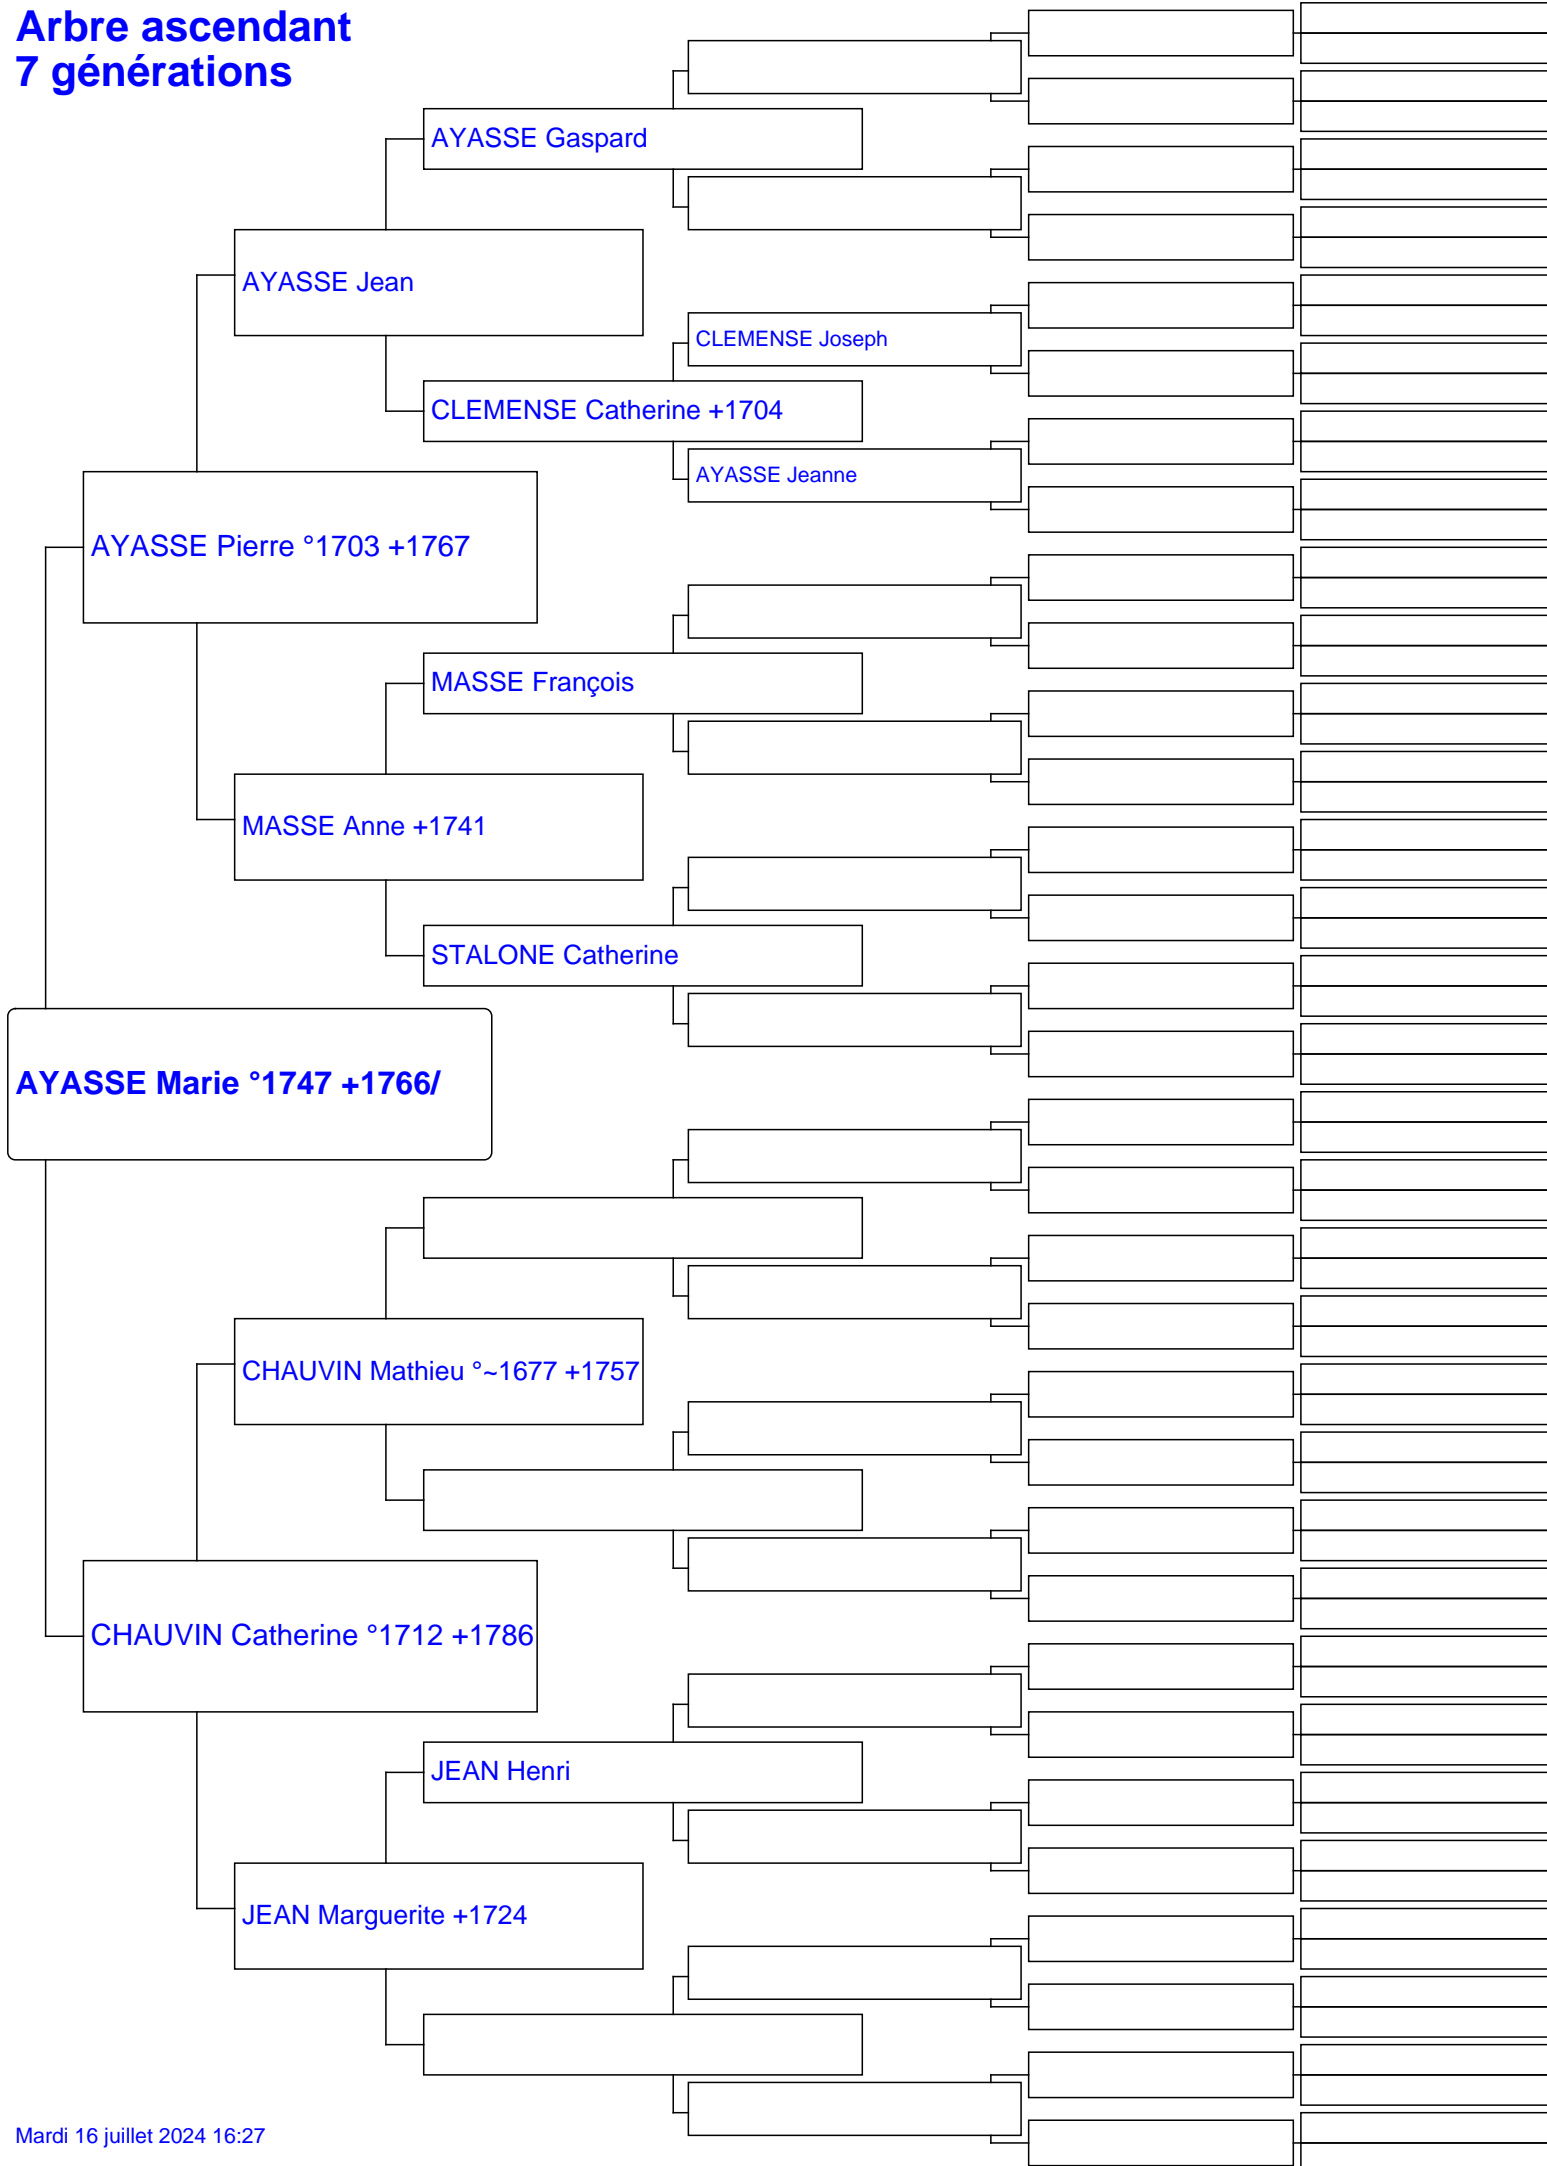 Arbre ascendant
7 générations
AYASSE Gaspard
AYASSE Jean
CLEMENSE Joseph
CLEMENSE Catherine +1704
AYASSE Jeanne
AYASSE Pierre °1703 +1767
MASSE François
MASSE Anne +1741
STALONE Catherine
AYASSE Marie °1747 +1766/
CHAUVIN Mathieu °~1677 +1757
CHAUVIN Catherine °1712 +1786
JEAN Henri
JEAN Marguerite +1724
Mardi 16 juillet 2024 16:27